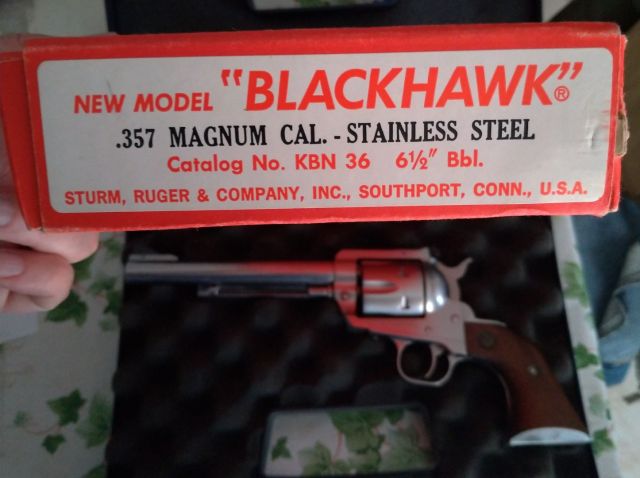 NEW MODEL "BLACKHAWK"®
.357 MAGNUM CAL. - STAINLESS STEEL
Catalog No. KBN 36 6½" Bbl.
STURM, RUGER & COMPANY, INC., SOUTHPORT, CONN., U.S.A.